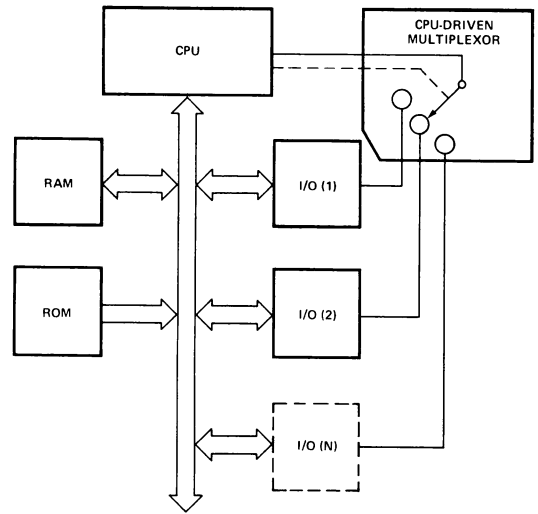 CPU
CPU-DRIVEN
MULTIPLEXOR
RAM
I/O (1)
ROM
I/O (2)
I/O (N)